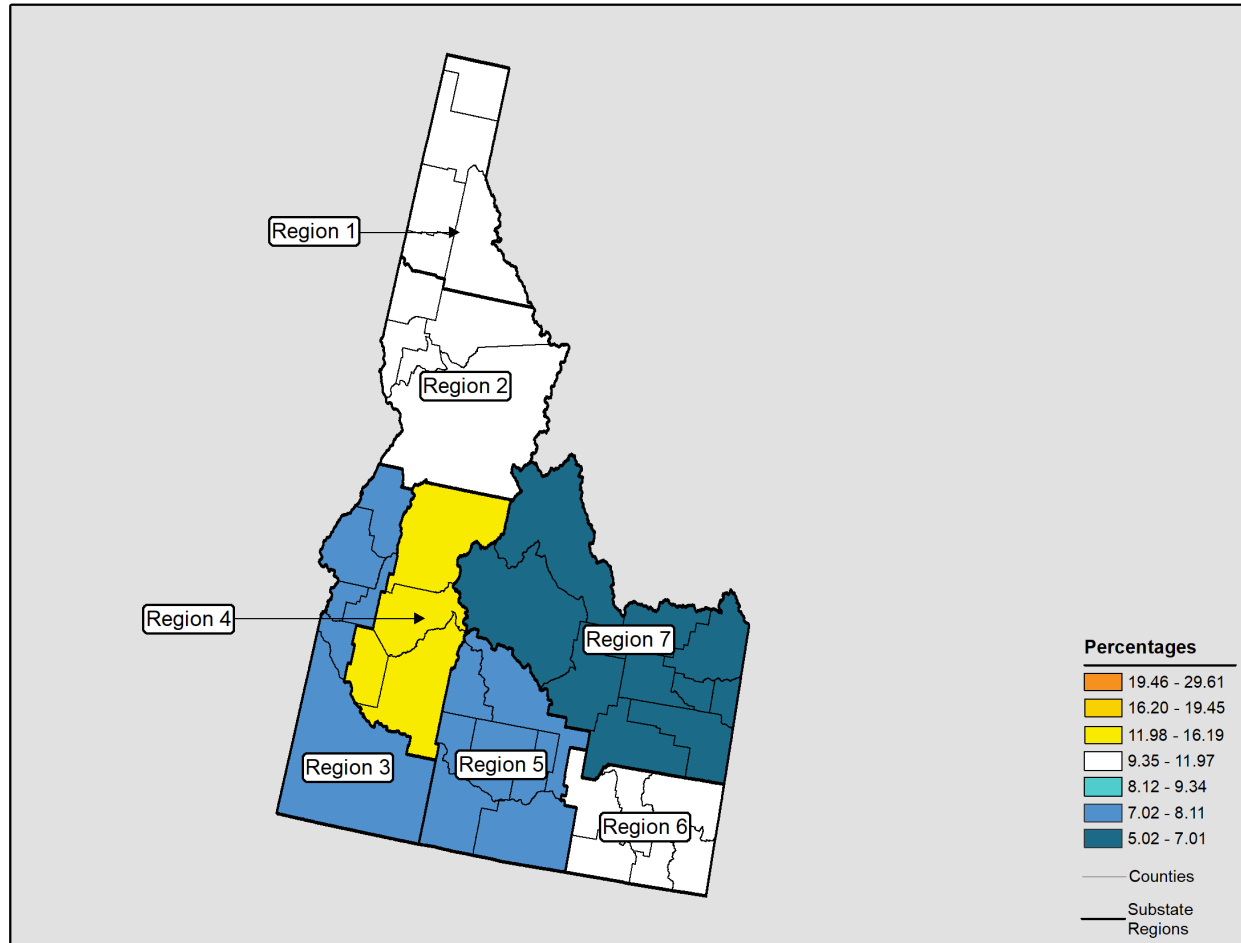 Region 1
Region 2
Region 4
Region 7
Region 3
Region 5
Region 6
Percentages
19.46 - 29.61
16.20 - 19.45
11.98 - 16.19
9.35 - 11.97
8.12 - 9.34
7.02 - 8.11
5.02 - 7.01
Counties
Substate
Regions